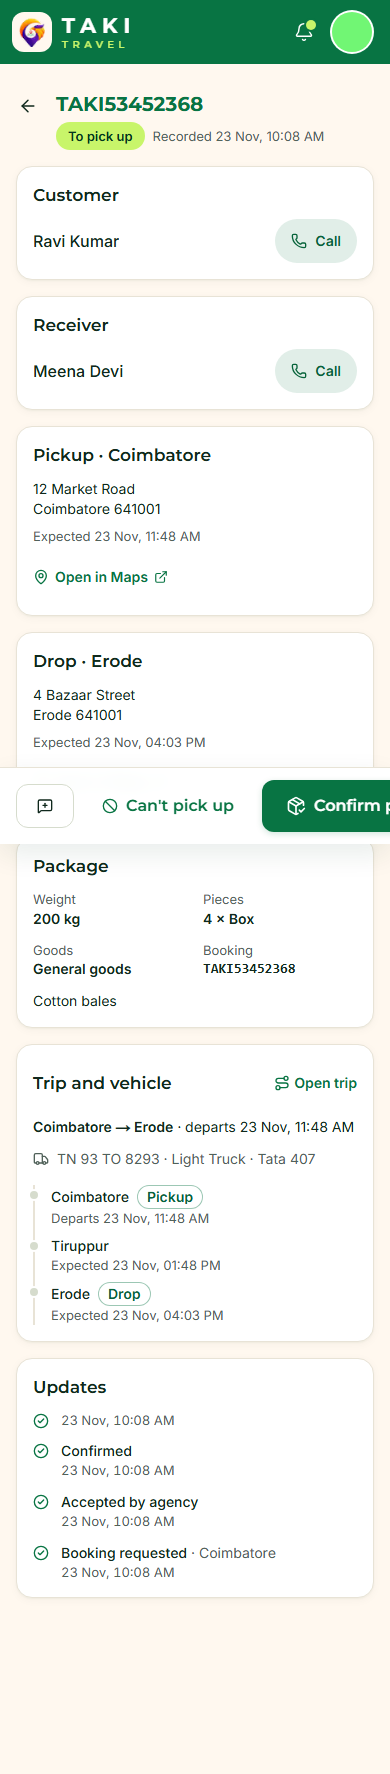 TAKI
TRAVEL
TAKI53452368
To pick up Recorded 23 Nov, 10:08 AM
Customer
Ravi Kumar Call
Receiver
Meena Devi Call
Pickup · Coimbatore
12 Market Road
Coimbatore 641001
Expected 23 Nov, 11:48 AM
Open in Maps
Drop · Erode
4 Bazaar Street
Erode 641001
Expected 23 Nov, 04:03 PM
Can't pick up Confirm
Package
Weight Pieces
200 kg 4 × Box
Goods Booking
General goods TAKI53452368
Cotton bales
Trip and vehicle Open trip
Coimbatore → Erode · departs 23 Nov, 11:48 AM
TN 93 TO 8293 · Light Truck · Tata 407
Coimbatore Pickup
Departs 23 Nov, 11:48 AM
Tiruppur
Expected 23 Nov, 01:48 PM
Erode Drop
Expected 23 Nov, 04:03 PM
Updates
23 Nov, 10:08 AM
Confirmed
23 Nov, 10:08 AM
Accepted by agency
23 Nov, 10:08 AM
Booking requested · Coimbatore
23 Nov, 10:08 AM